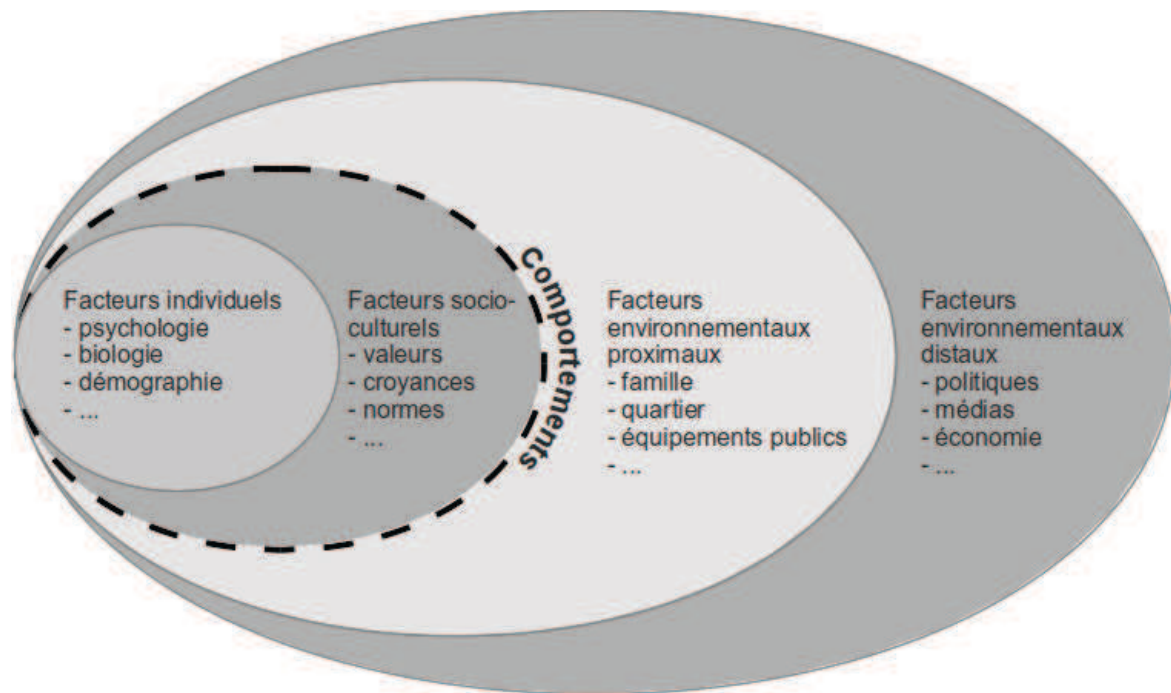 Facteurs individuels
- psychologie
- biologie
- démographie
- ...
Facteurs socio-
culturels
- valeurs
- croyances
- normes
- ...
Comportements
Facteurs
environnementaux
proximaux
- famille
- quartier
- équipements publics
- ...
Facteurs
environnementaux
distaux
- politiques
- médias
- économie
- ...